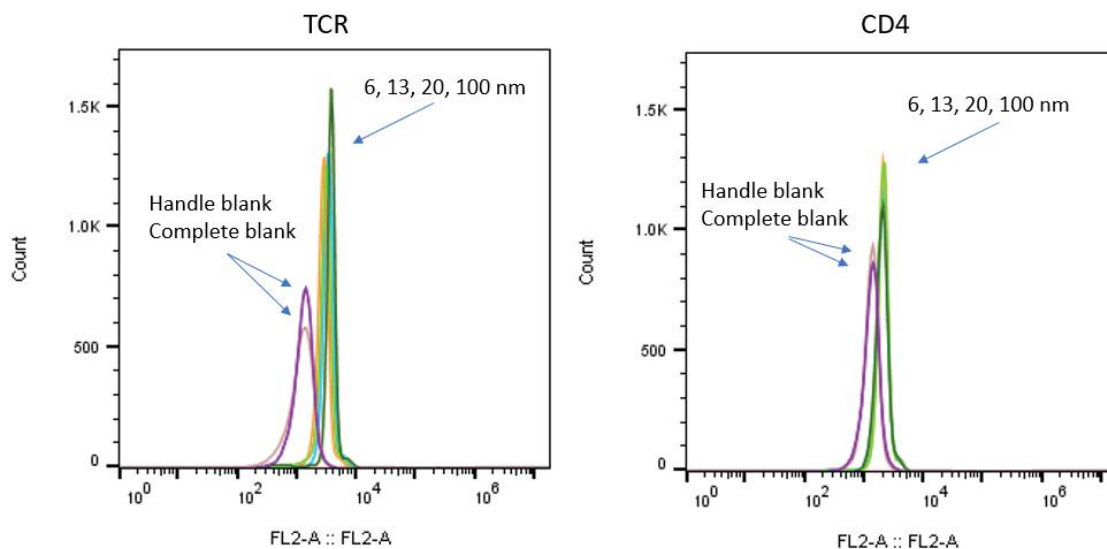 TCR
1.5K
1.0K
500
0
Count
6, 13, 20, 100 nm
Handle blank
Complete blank
10^0
10^2
10^4
10^6
FL2-A :: FL2-A
CD4
1.5K
1.0K
500
0
Count
6, 13, 20, 100 nm
Handle blank
Complete blank
10^0
10^2
10^4
10^6
FL2-A :: FL2-A